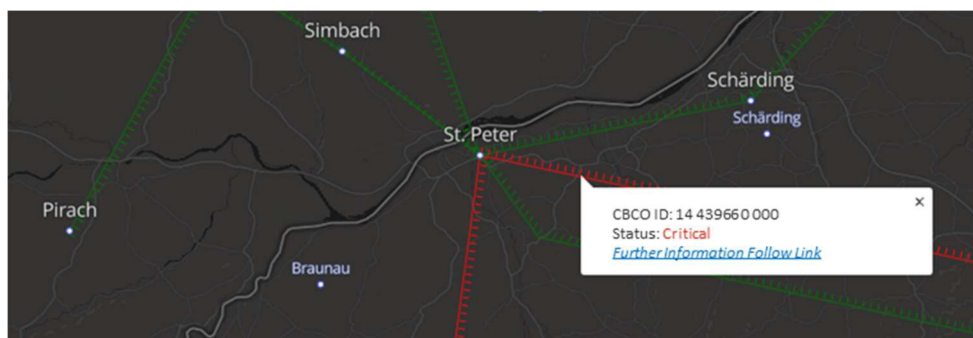 Simbach
Schärding
Schärding
St. Peter
×
CBCO ID: 14 439660 000
Status: Critical
Further Information Follow Link
Pirach
Braunau